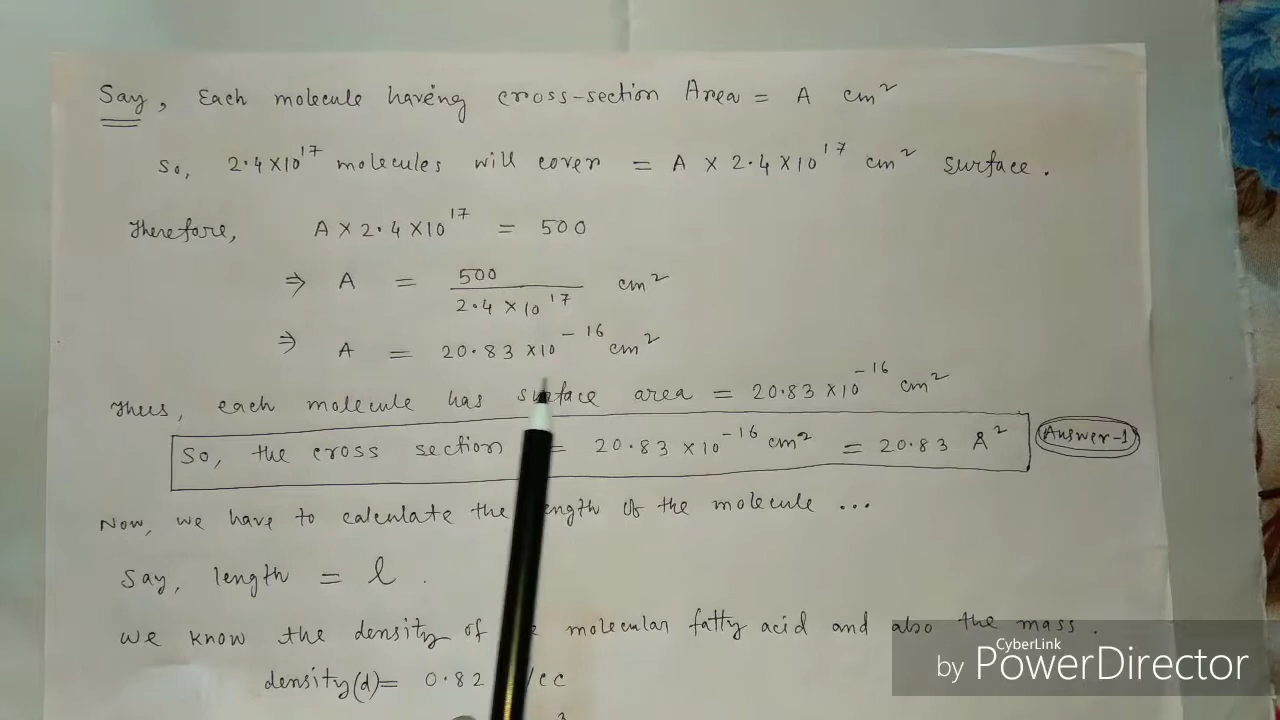 Say, Each molecule having cross-section Area = A cm²
So, 2.4×10¹⁷ molecules will cover = A × 2.4×10¹⁷ cm² surface.
Therefore, A×2.4×10¹⁷ = 500
⇒ A = 500 / 2.4×10¹⁷ cm²
⇒ A = 20.83×10⁻¹⁶ cm²
Thus, each molecule has surface area = 20.83×10⁻¹⁶ cm²
So, the cross section = 20.83×10⁻¹⁶ cm² = 20.83 Å² Answer-1
Now, we have to calculate the length of the molecule ...
Say, length = l.
We know the density of molecular fatty acid and also the mass.
density(d)= 0.82 /cc
CyberLink
by PowerDirector